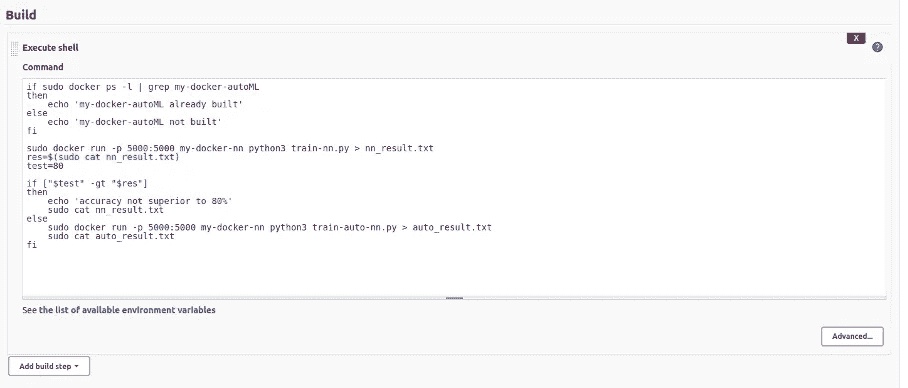 Build
X
?
Execute shell
Command
if sudo docker ps -l | grep my-docker-autoML
then
    echo 'my-docker-autoML already built'
else
    echo 'my-docker-autoML not built'
fi
sudo docker run -p 5000:5000 my-docker-nn python3 train-nn.py > nn_result.txt
res=$(sudo cat nn_result.txt)
test=80
if ["$test" -gt "$res"]
then
    echo 'accuracy not superior to 80%'
    sudo cat nn_result.txt
else
    sudo docker run -p 5000:5000 my-docker-nn python3 train-auto-nn.py > auto_result.txt
    sudo cat auto_result.txt
fi
See the list of available environment variables
Advanced...
Add build step